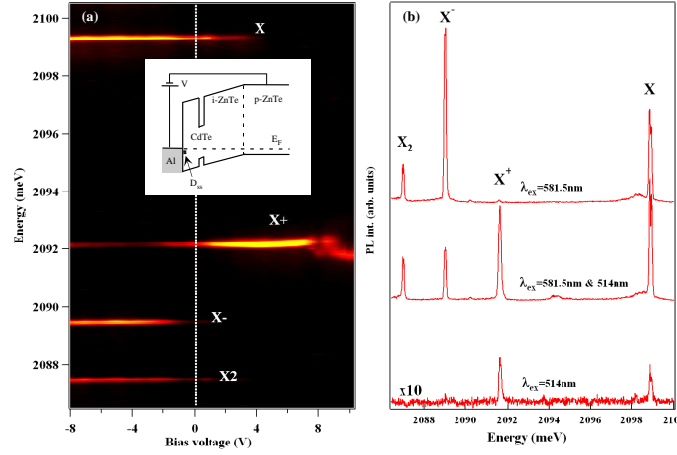 (a)
X
V
i-ZnTe
p-ZnTe
CdTe
E_F
Al
D_ss
X+
X-
X2
2100
2098
2096
2095
2094
2092
2090
2088
Energy (meV)
-8
-4
0
4
8
Bias voltage (V)
(b)
X^-
X
X_2
X^+
λ_ex=581.5nm
λ_ex=581.5nm & 514nm
x10
λ_ex=514nm
PL int. (arb. units)
2088
2090
2092
2094
2096
2098
210
Energy (meV)